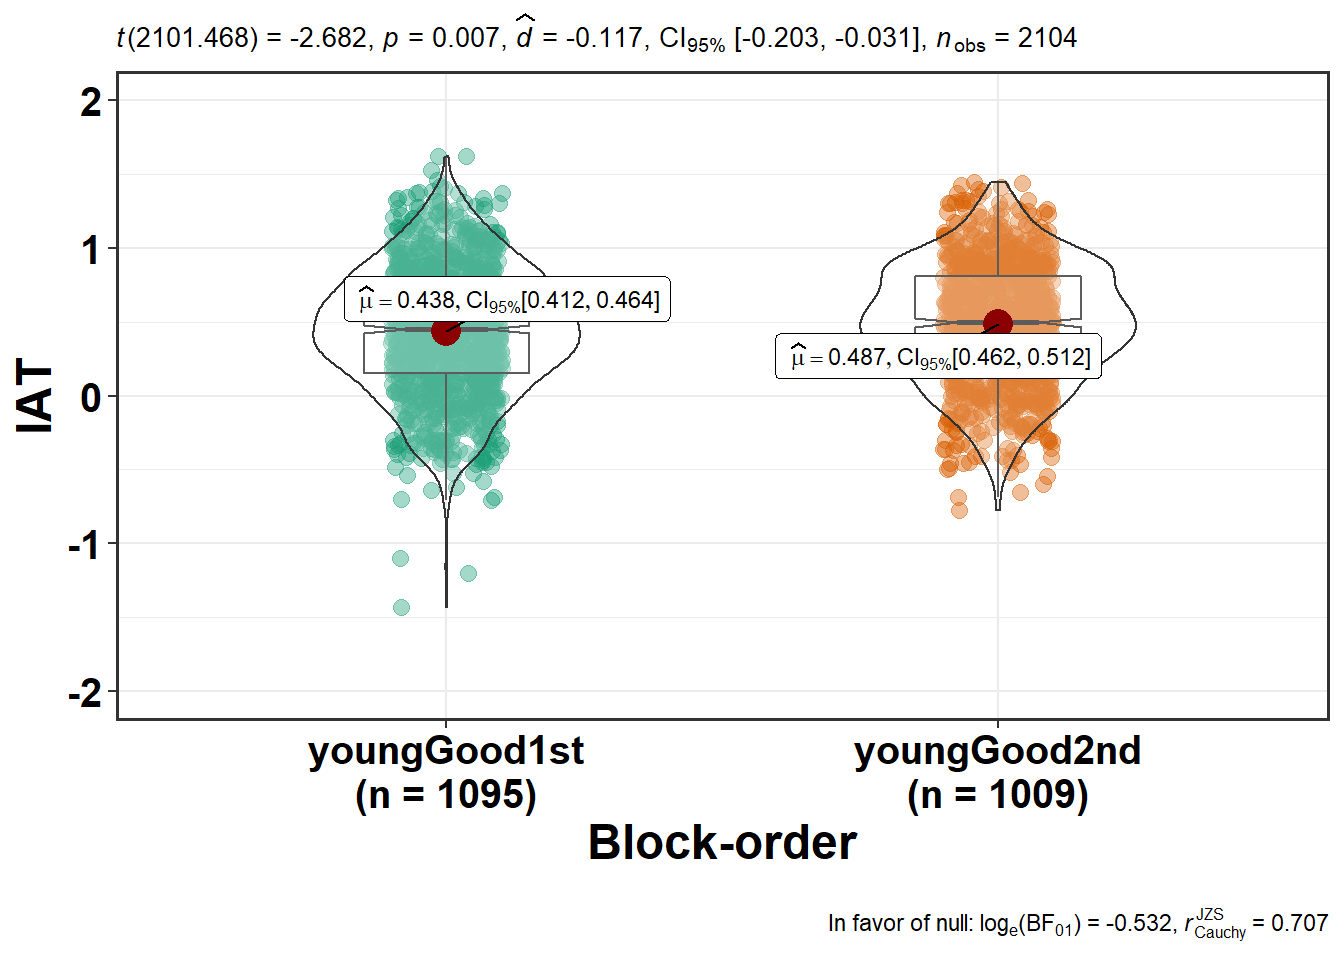 t(2101.468) = -2.682, p = 0.007, d̂ = -0.117, CI95% [-0.203, -0.031], nobs = 2104
2
1
μ̂ = 0.438, CI95%[0.412, 0.464]
μ̂ = 0.487, CI95%[0.462, 0.512]
0
-1
-2
IAT
youngGood1st youngGood2nd
(n = 1095) (n = 1009)
Block-order
In favor of null: loge(BF01) = -0.532, rJZSCauchy = 0.707